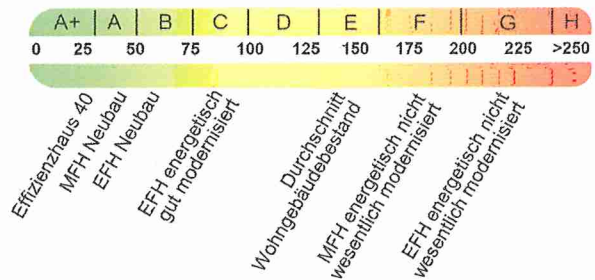 A+ A B C D E F G H
0 25 50 75 100 125 150 175 200 225 >250
Effizienzhaus 40
MFH Neubau
EFH Neubau
EFH energetisch
gut modernisiert
Durchschnitt
Wohngebäudebestand
MFH energetisch nicht
wesentlich modernisiert
EFH energetisch nicht
wesentlich modernisiert